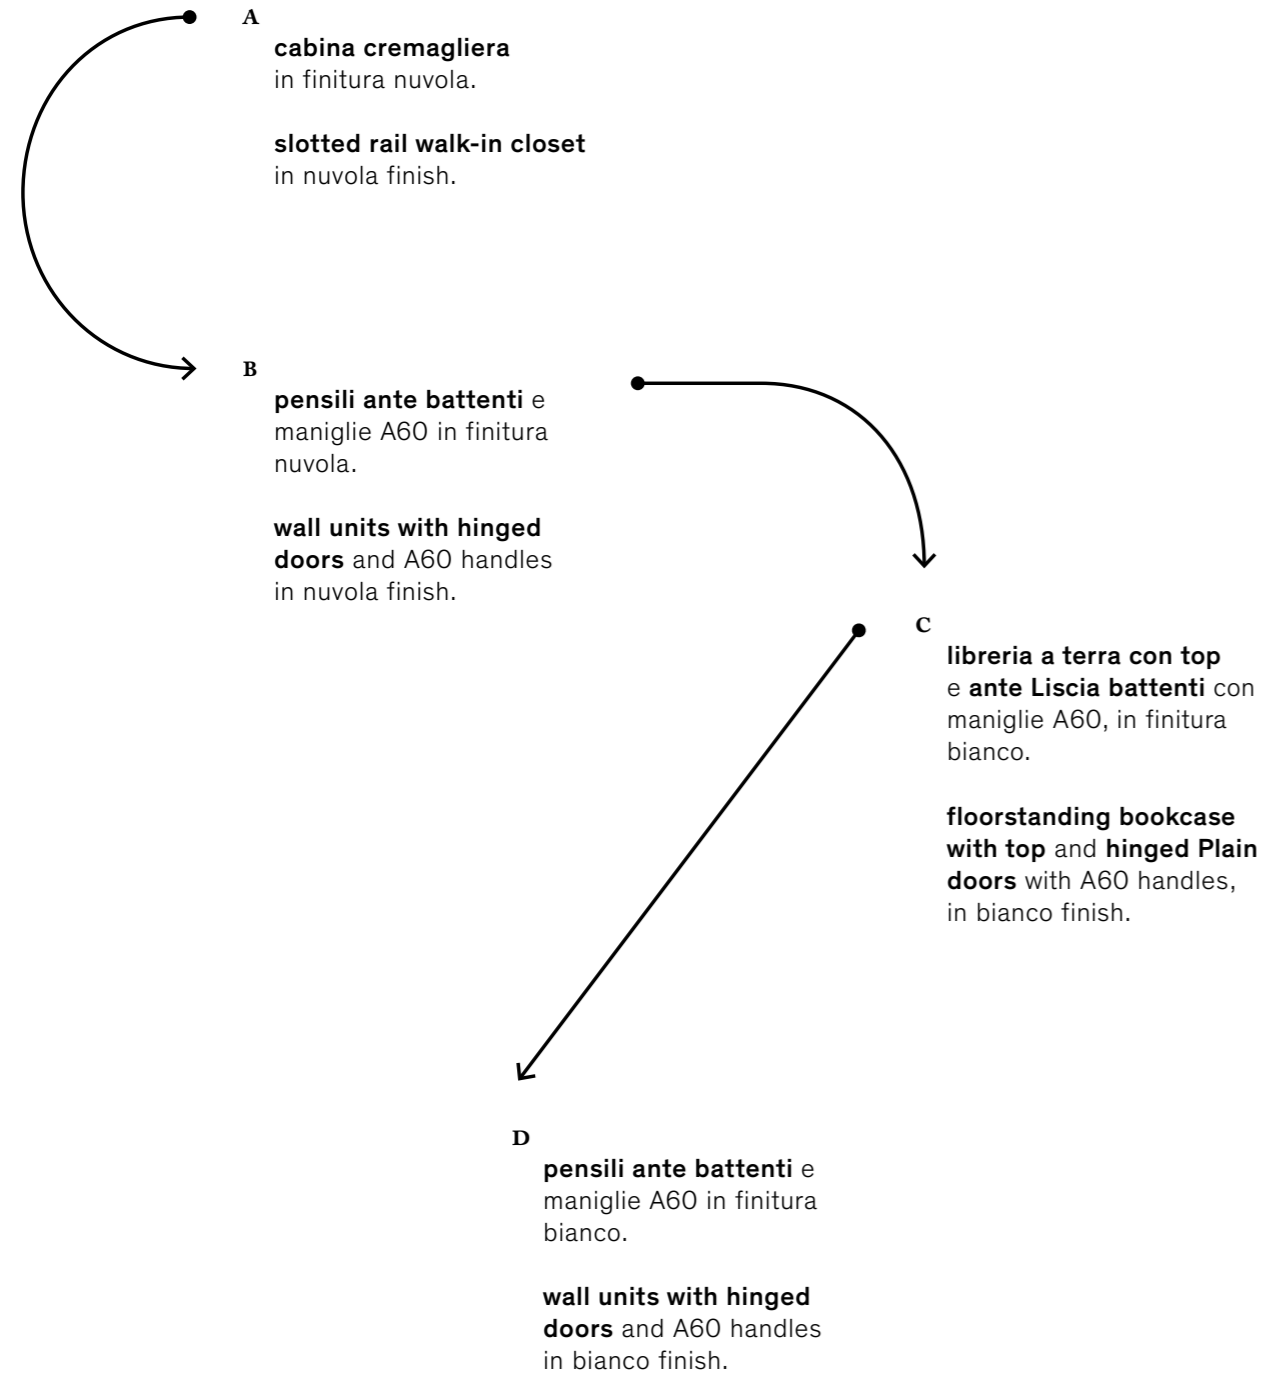 A
cabina cremagliera
in finitura nuvola.
slotted rail walk-in closet
in nuvola finish.
B
pensili ante battenti e
maniglie A60 in finitura
nuvola.
wall units with hinged
doors and A60 handles
in nuvola finish.
C
libreria a terra con top
e ante Liscia battenti con
maniglie A60, in finitura
bianco.
floorstanding bookcase
with top and hinged Plain
doors with A60 handles,
in bianco finish.
D
pensili ante battenti e
maniglie A60 in finitura
bianco.
wall units with hinged
doors and A60 handles
in bianco finish.